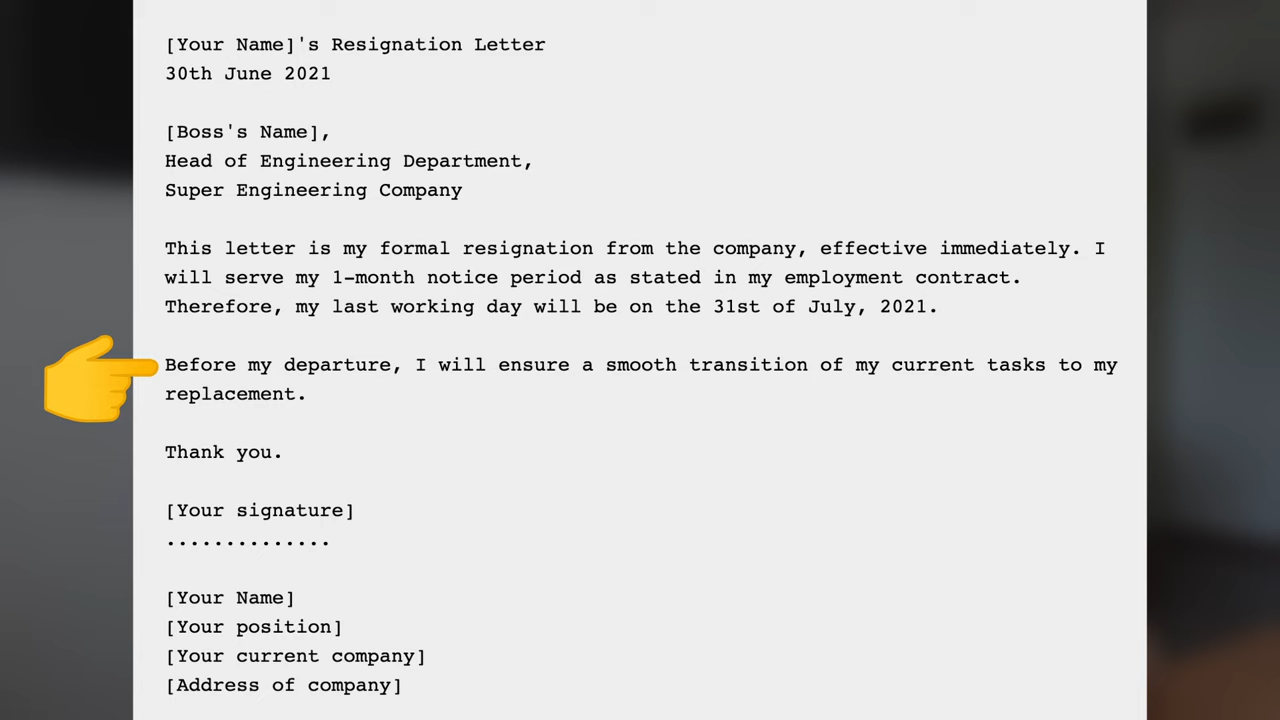 [Your Name]'s Resignation Letter
30th June 2021
[Boss's Name],
Head of Engineering Department,
Super Engineering Company
This letter is my formal resignation from the company, effective immediately. I
will serve my 1-month notice period as stated in my employment contract.
Therefore, my last working day will be on the 31st of July, 2021.
Before my departure, I will ensure a smooth transition of my current tasks to my
replacement.
Thank you.
[Your signature]
..............
[Your Name]
[Your position]
[Your current company]
[Address of company]